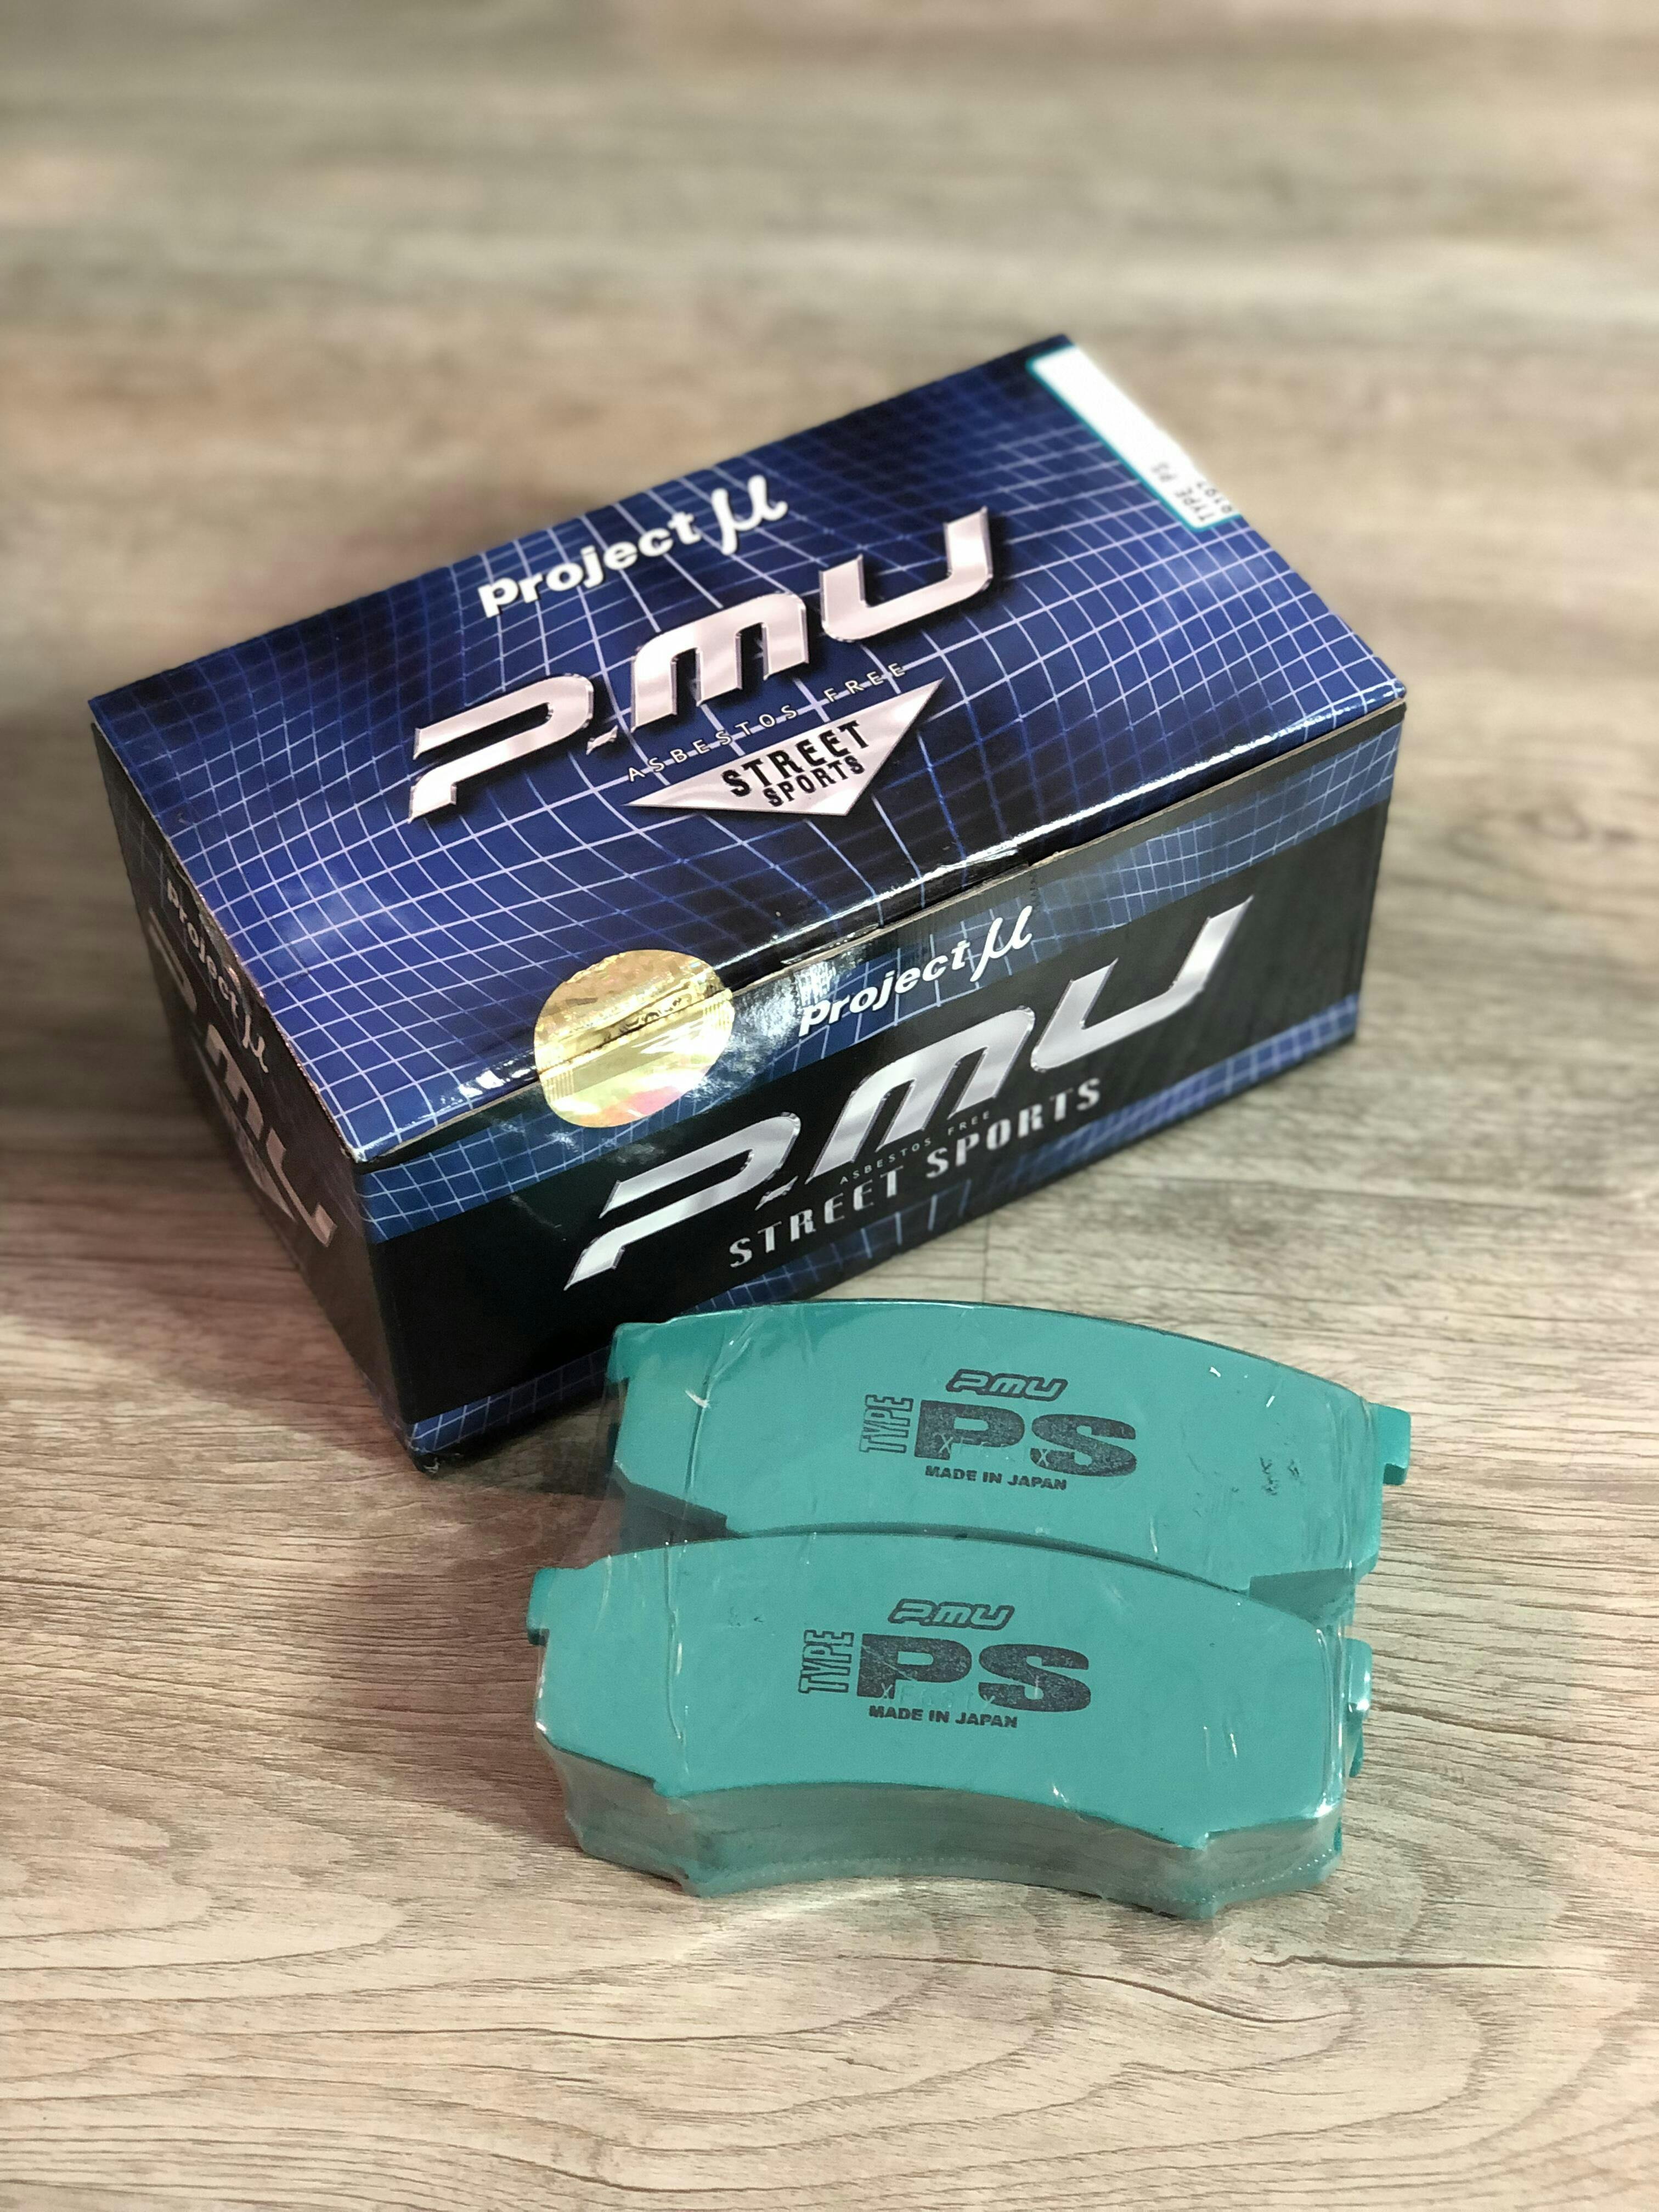 Project μ
P.MU
ASBESTOS FREE
STREET
SPORTS
TYPE PS
Project μ
P.MU
ASBESTOS FREE
STREET SPORTS
Project μ
P.MU
P.MU
TYPE PS
MADE IN JAPAN
P.MU
TYPE PS
MADE IN JAPAN